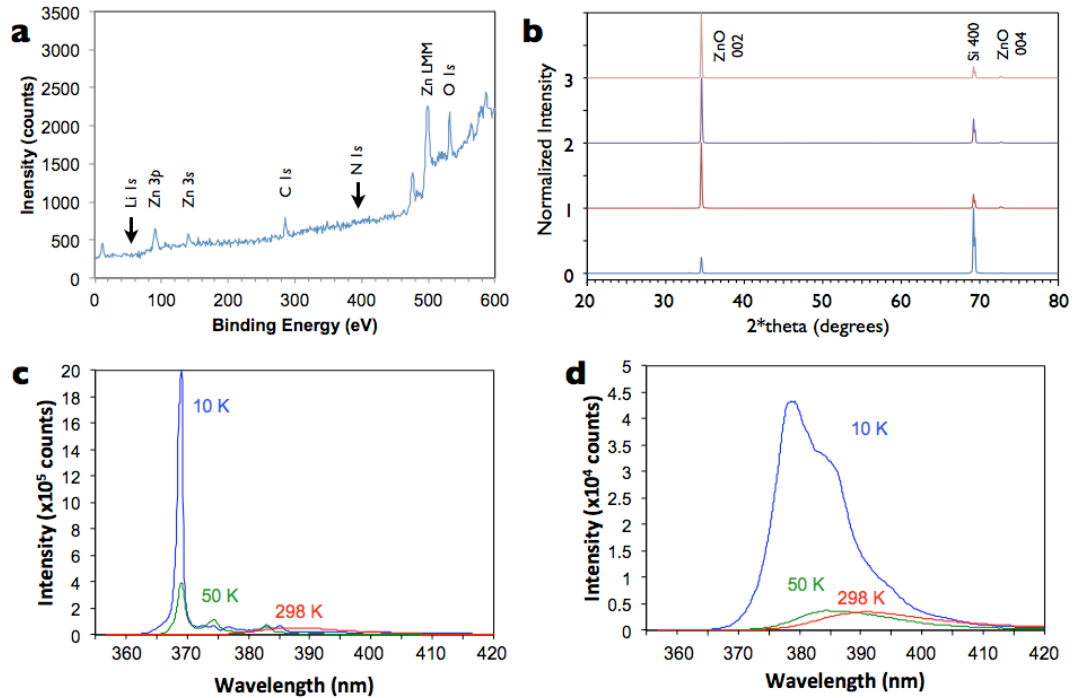 a
3500
3000
2500
2000
1500
1000
500
0
Inensity (counts)
Li 1s
Zn 3p
Zn 3s
C 1s
N 1s
Zn LMM
O 1s
0
100
200
300
400
500
600
Binding Energy (eV)
b
3
2
1
0
Normalized Intensity
ZnO
002
Si 400
ZnO
004
20
30
40
50
60
70
80
2*theta (degrees)
c
20
18
16
14
12
10
8
6
4
2
0
Intensity (x10⁵ counts)
10 K
50 K
298 K
360
370
380
390
400
410
420
Wavelength (nm)
d
5
4.5
4
3.5
3
2.5
2
1.5
1
0.5
0
Intensity (x10⁴ counts)
10 K
50 K
298 K
360
370
380
390
400
410
420
Wavelength (nm)